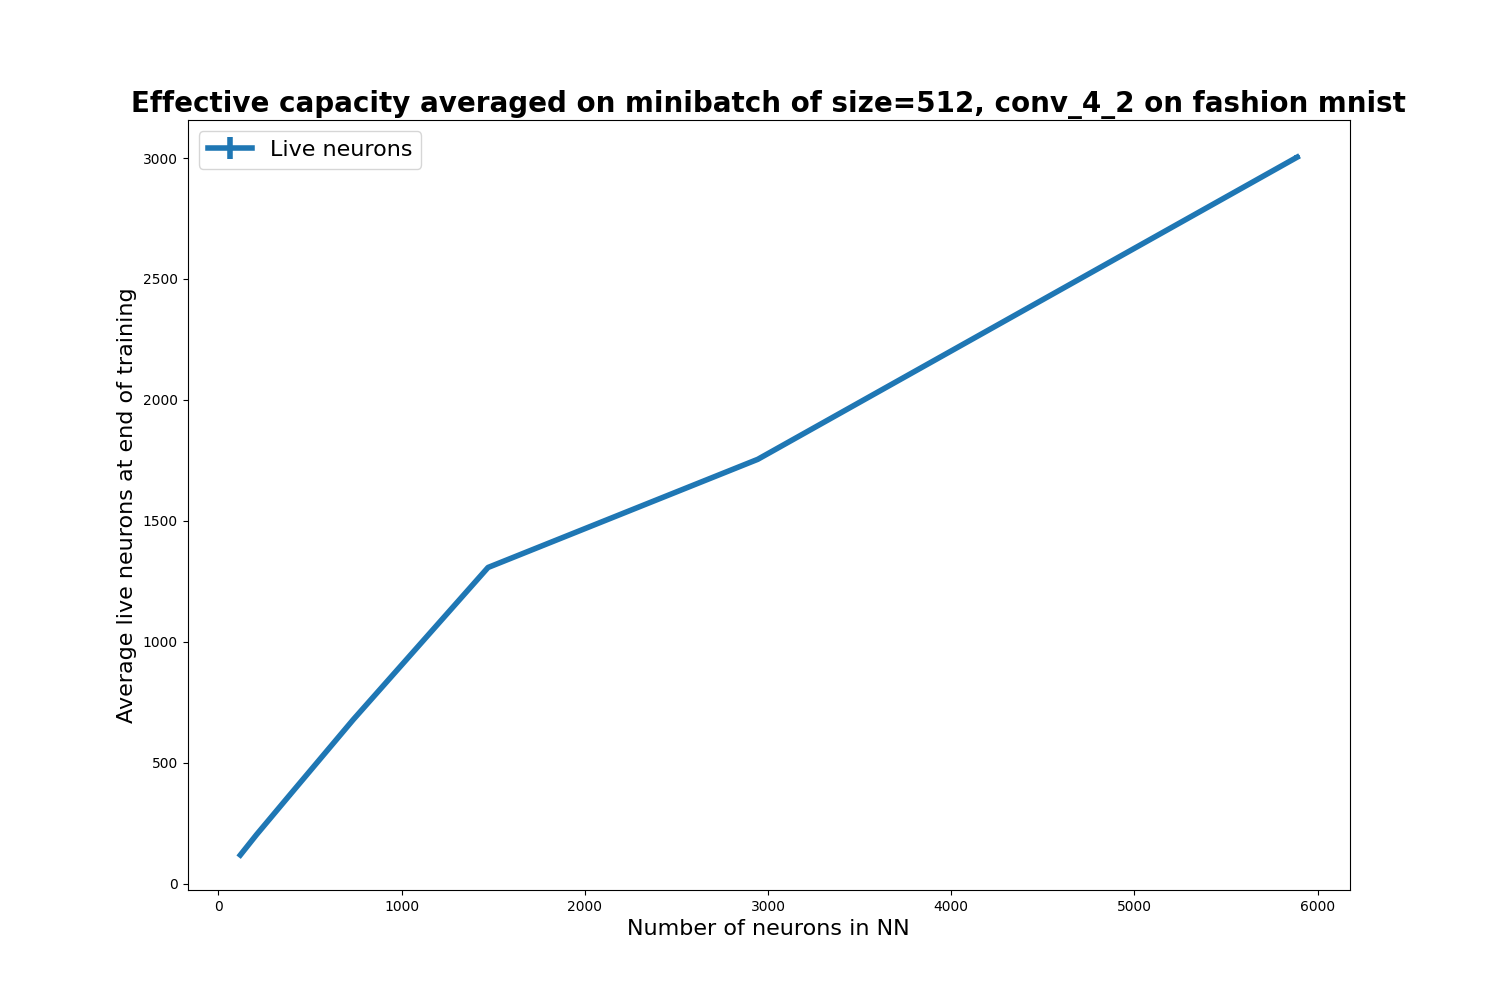 Effective capacity averaged on minibatch of size=512, conv_4_2 on fashion mnist
Live neurons
3000
2500
2000
1500
1000
500
0
Average live neurons at end of training
0 1000 2000 3000 4000 5000 6000
Number of neurons in NN